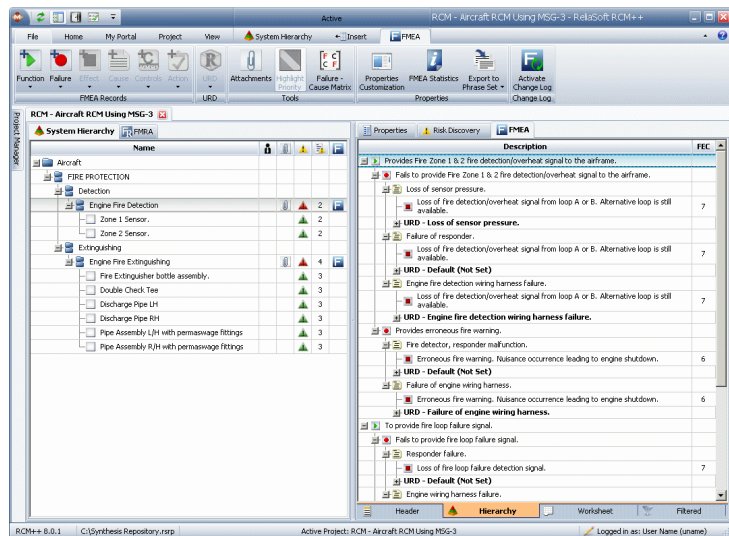 Active
RCM - Aircraft RCM Using MSG-3 - ReliaSoft RCM++
File Home My Portal Project View System Hierarchy Insert FMEA
Function Failure Effect Cause Controls Action URD Attachments Highlight Priority Failure - Cause Matrix Properties Customization FMEA Statistics Export to Phrase Set Activate Change Log
FMEA Records URD Tools Properties Change Log
Project Manager
RCM - Aircraft RCM Using MSG-3
System Hierarchy FMRA
Name
Aircraft
FIRE PROTECTION
Detection
Engine Fire Detection 2
Zone 1 Sensor. 2
Zone 2 Sensor. 2
Extinguishing
Engine Fire Extinguishing 4
Fire Extinguisher bottle assembly. 3
Double Check Tee 3
Discharge Pipe LH 3
Discharge Pipe RH 3
Pipe Assembly L/H with permaswage fittings 3
Pipe Assembly R/H with permaswage fittings 3
Properties Risk Discovery FMEA
Description FEC
Provides Fire Zone 1 & 2 fire detection/overheat signal to the airframe.
Fails to provide Fire Zone 1 & 2 fire detection/overheat signal to the airframe.
Loss of sensor pressure.
Loss of fire detection/overheat signal from loop A or B. Alternative loop is still available. 7
URD - Loss of sensor pressure.
Failure of responder.
Loss of fire detection/overheat signal from loop A or B. Alternative loop is still available. 7
URD - Default (Not Set)
Engine fire detection wiring harness failure.
Loss of fire detection/overheat signal from loop A or B. Alternative loop is still available. 7
URD - Engine fire detection wiring harness failure.
Provides erroneous fire warning.
Fire detector, responder malfunction.
Erroneous fire warning. Nuisance occurrence leading to engine shutdown. 6
URD - Default (Not Set)
Failure of engine wiring harness.
Erroneous fire warning. Nuisance occurrence leading to engine shutdown. 6
URD - Failure of engine wiring harness.
To provide fire loop failure signal.
Fails to provide fire loop failure signal.
Responder failure.
Loss of fire loop failure detection signal. 7
URD - Default (Not Set)
Engine wiring harness failure.
Header Hierarchy Worksheet Filtered
RCM++ 8.0.1 C:\Synthesis Repository.rsrp Active Project: RCM - Aircraft RCM Using MSG-3 Logged in as: User Name (uname)